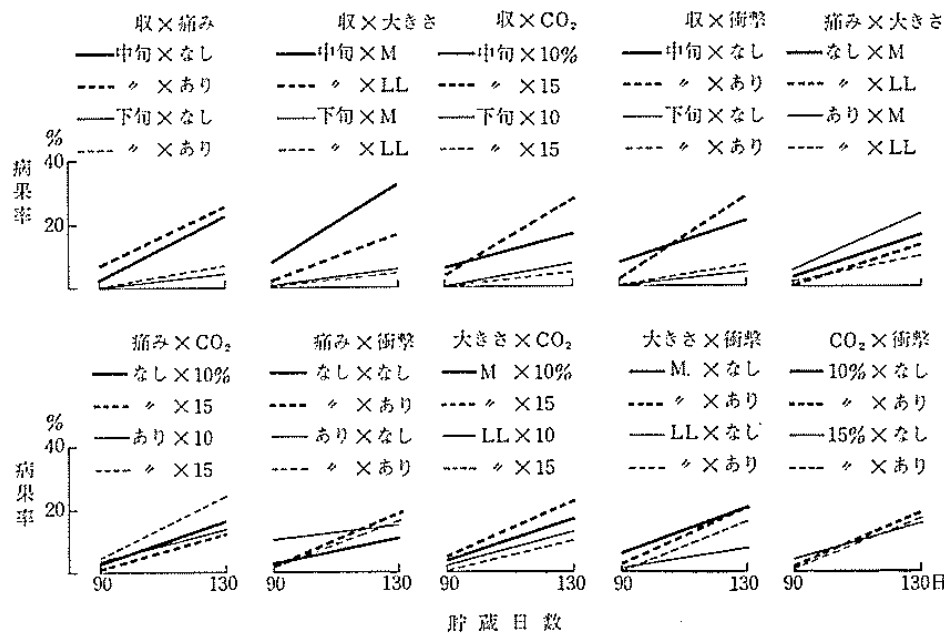 収×痛み
中旬×なし
〃×あり
下旬×なし
〃×あり
収×大きさ
中旬×M
〃×LL
下旬×M
〃×LL
収×CO₂
中旬×10%
〃×15
下旬×10
〃×15
収×衝撃
中旬×なし
〃×あり
下旬×なし
〃×あり
痛み×大きさ
なし×M
〃×LL
あり×M
〃×LL
%
病果率
40
20
痛み×CO₂
なし×10%
〃×15
あり×10
〃×15
痛み×衝撃
なし×なし
〃×あり
あり×なし
〃×あり
大きさ×CO₂
M×10%
〃×15
LL×10
〃×15
大きさ×衝撃
M.×なし
〃×あり
LL×なし
〃×あり
CO₂×衝撃
10%×なし
〃×あり
15%×なし
〃×あり
%
病果率
40
20
90 130 90 130 90 130 90 130 90 130日
貯蔵日数